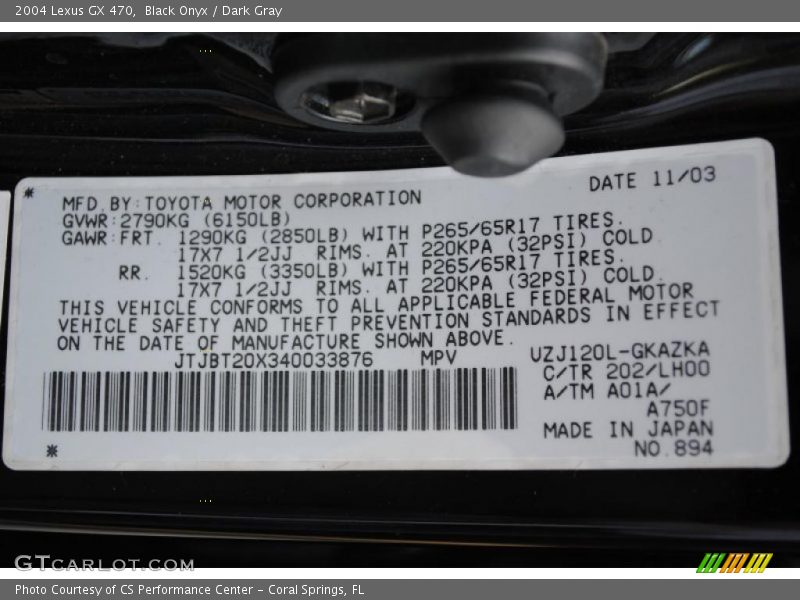 2004 Lexus GX 470, Black Onyx / Dark Gray
DATE 11/03
MFD.BY:TOYOTA MOTOR CORPORATION
GVWR:2790KG (6150LB)
GAWR:FRT. 1290KG (2850LB) WITH P265/65R17 TIRES.
17X7 1/2JJ RIMS. AT 220KPA (32PSI) COLD
RR. 1520KG (3350LB) WITH P265/65R17 TIRES.
17X7 1/2JJ RIMS. AT 220KPA (32PSI) COLD.
THIS VEHICLE CONFORMS TO ALL APPLICABLE FEDERAL MOTOR
VEHICLE SAFETY AND THEFT PREVENTION STANDARDS IN EFFECT
ON THE DATE OF MANUFACTURE SHOWN ABOVE.
JTJBT20X340033876 MPV
UZJ120L-GKAZKA
C/TR 202/LH00
A/TM A01A/
A750F
MADE IN JAPAN
NO.894
GTCARLOT.COM
Photo Courtesy of CS Performance Center - Coral Springs, FL